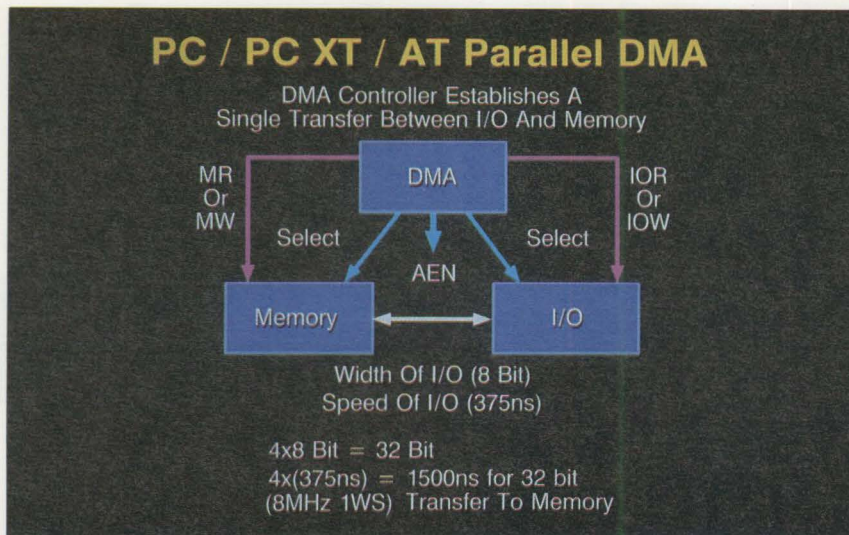 PC / PC XT / AT Parallel DMA
DMA Controller Establishes A
Single Transfer Between I/O And Memory
MR
Or
MW
DMA
IOR
Or
IOW
Select
Select
AEN
Memory
I/O
Width Of I/O (8 Bit)
Speed Of I/O (375ns)
4x8 Bit = 32 Bit
4x(375ns) = 1500ns for 32 bit
(8MHz 1WS) Transfer To Memory